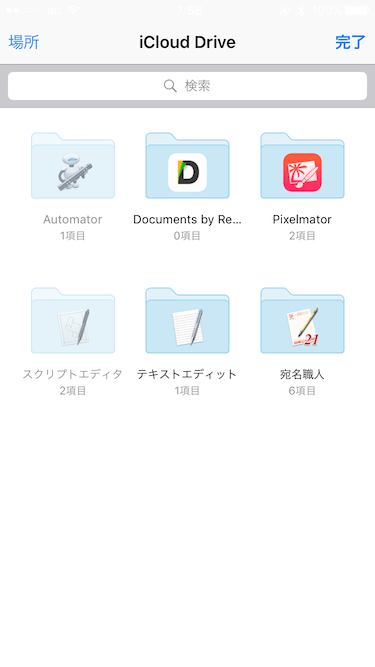 場所
iCloud Drive
完了
検索
Automator
1項目
Documents by Re...
0項目
Pixelmator
2項目
スクリプトエディタ
2項目
テキストエディット
1項目
宛名職人
6項目